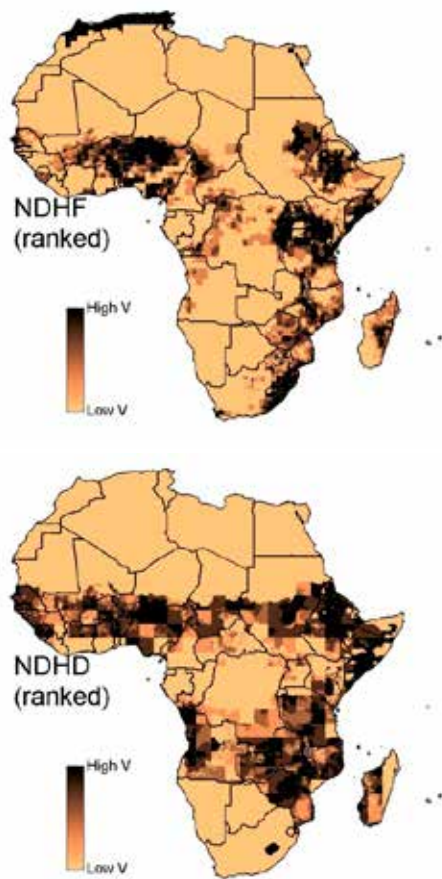 NDHF
(ranked)
High V
Low V
NDHD
(ranked)
High V
Low V